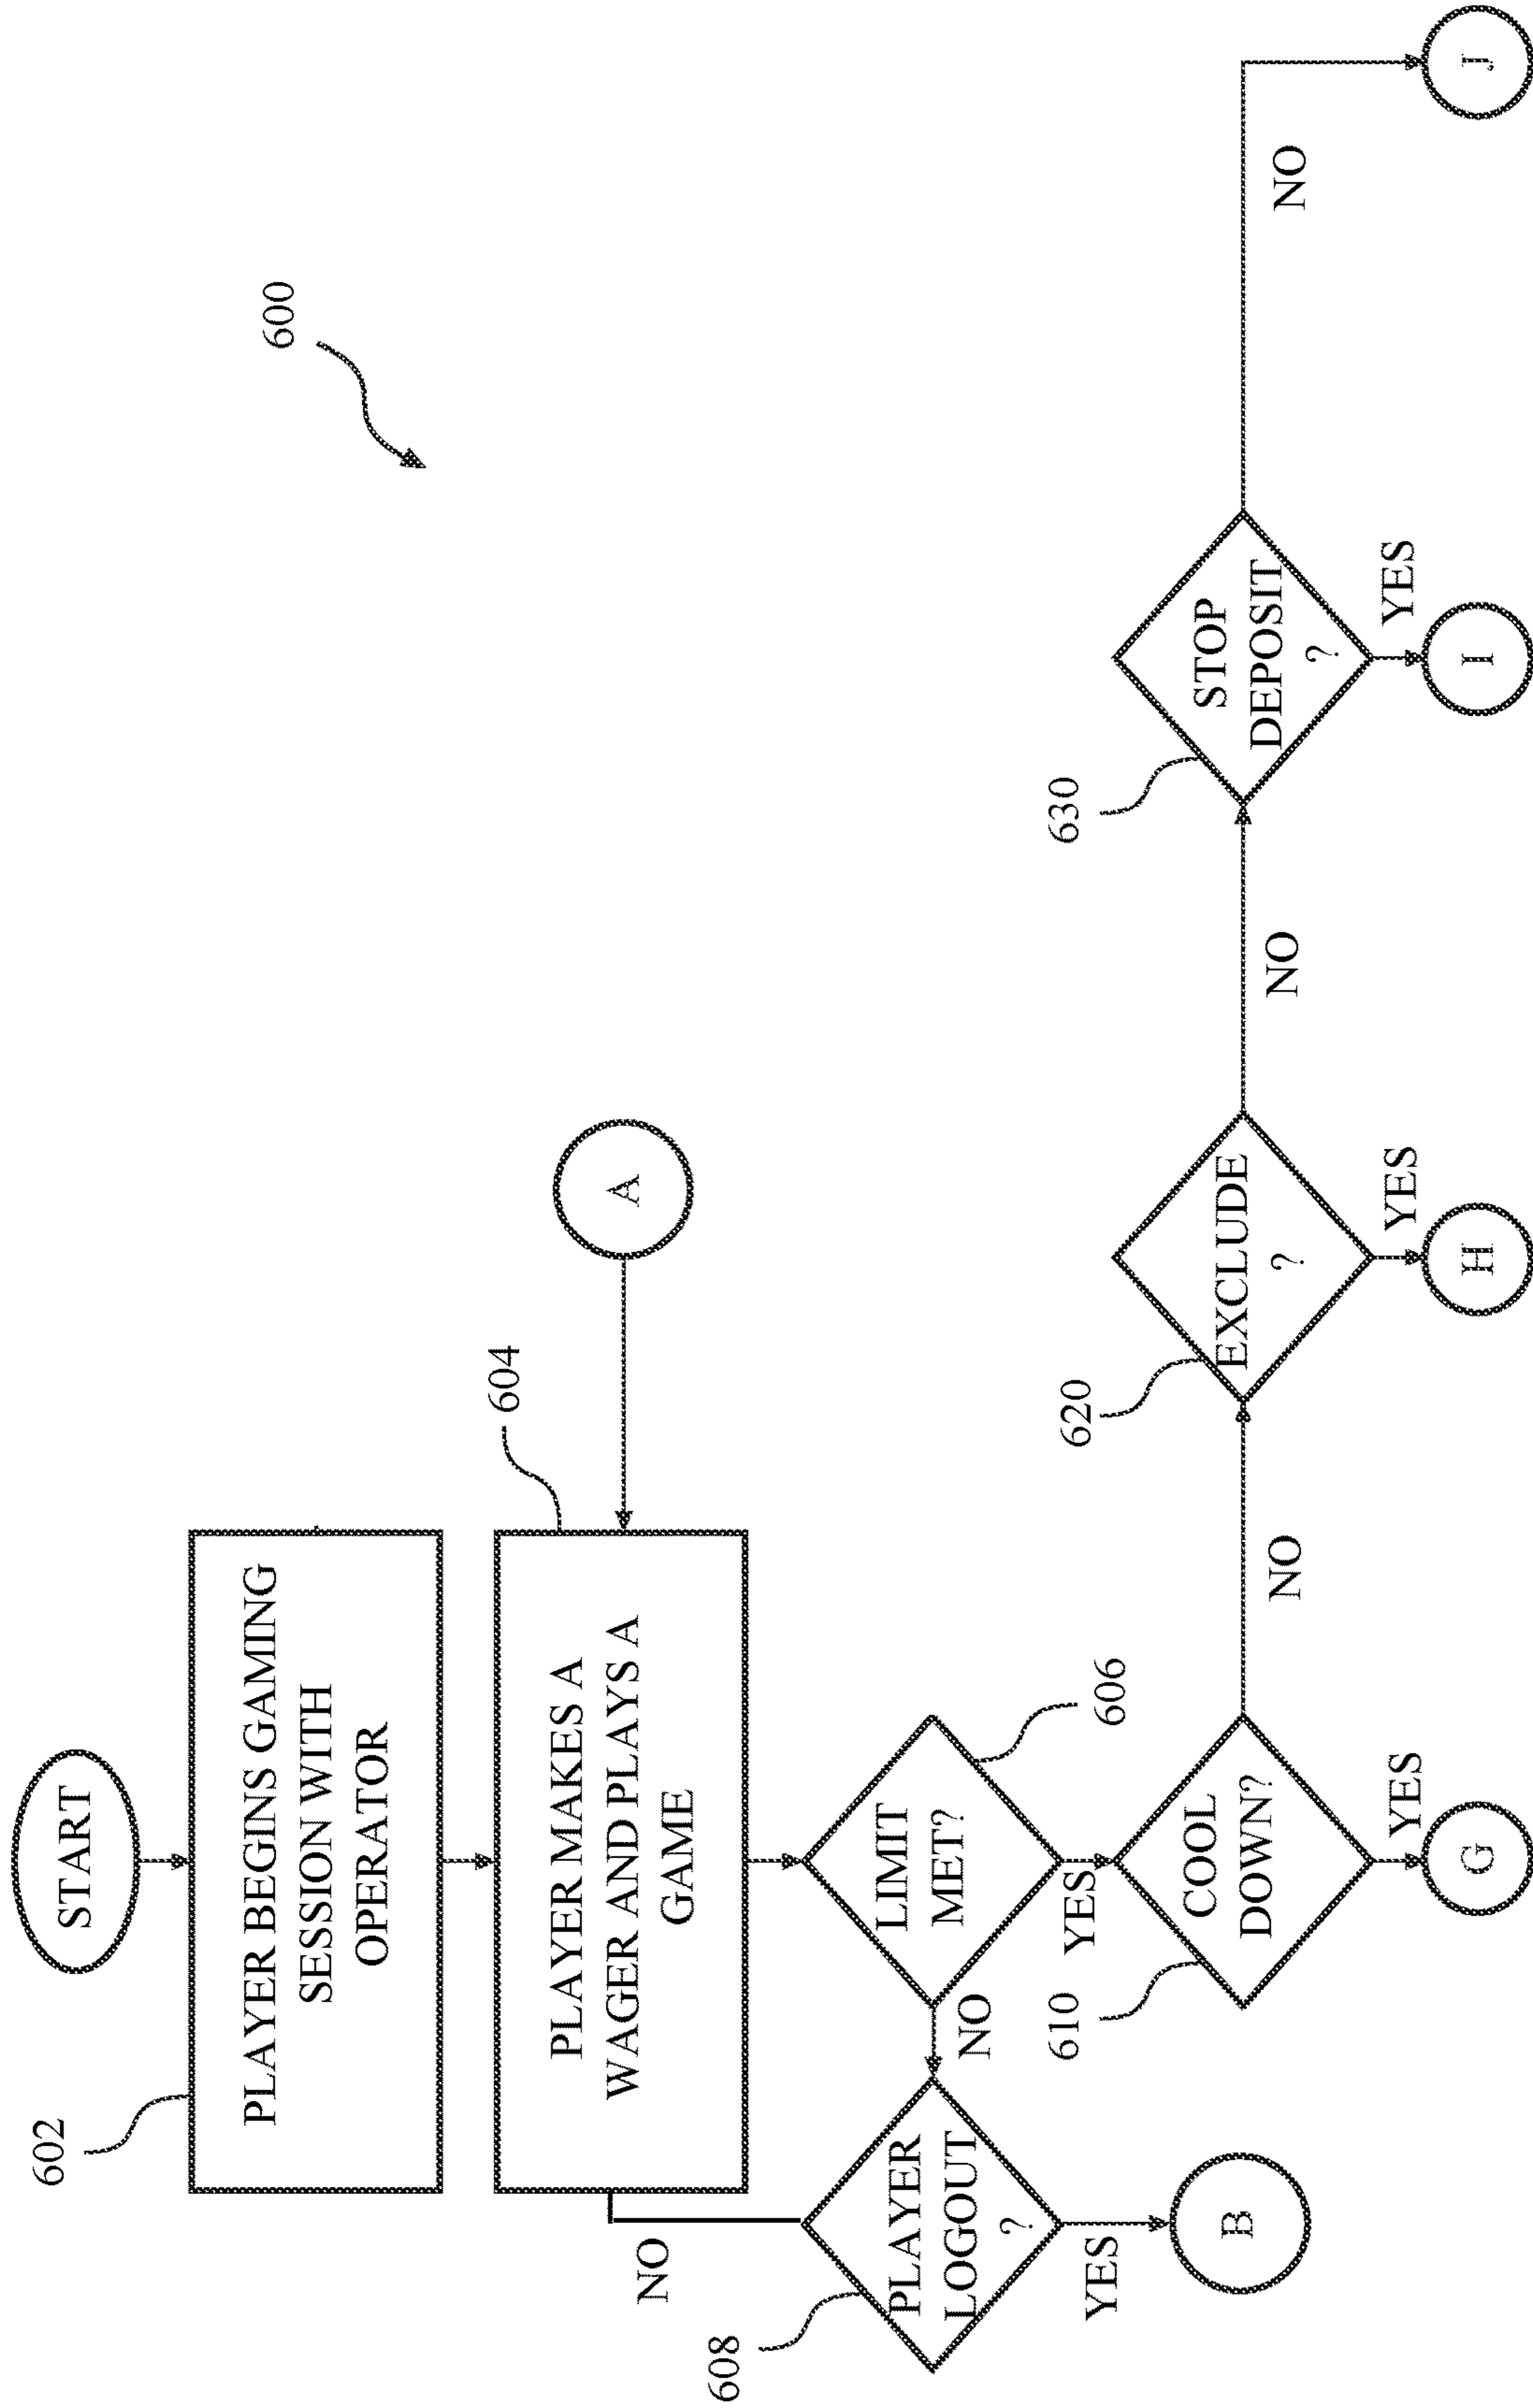 600
START
602
PLAYER BEGINS GAMING
SESSION WITH
OPERATOR
604
PLAYER MAKES A
WAGER AND PLAYS A
GAME
A
NO
608
PLAYER
LOGOUT
?
YES
B
NO
LIMIT
MET?
606
YES
610
COOL
DOWN?
YES
G
NO
620
EXCLUDE
?
YES
H
NO
630
STOP
DEPOSIT
?
YES
I
NO
J